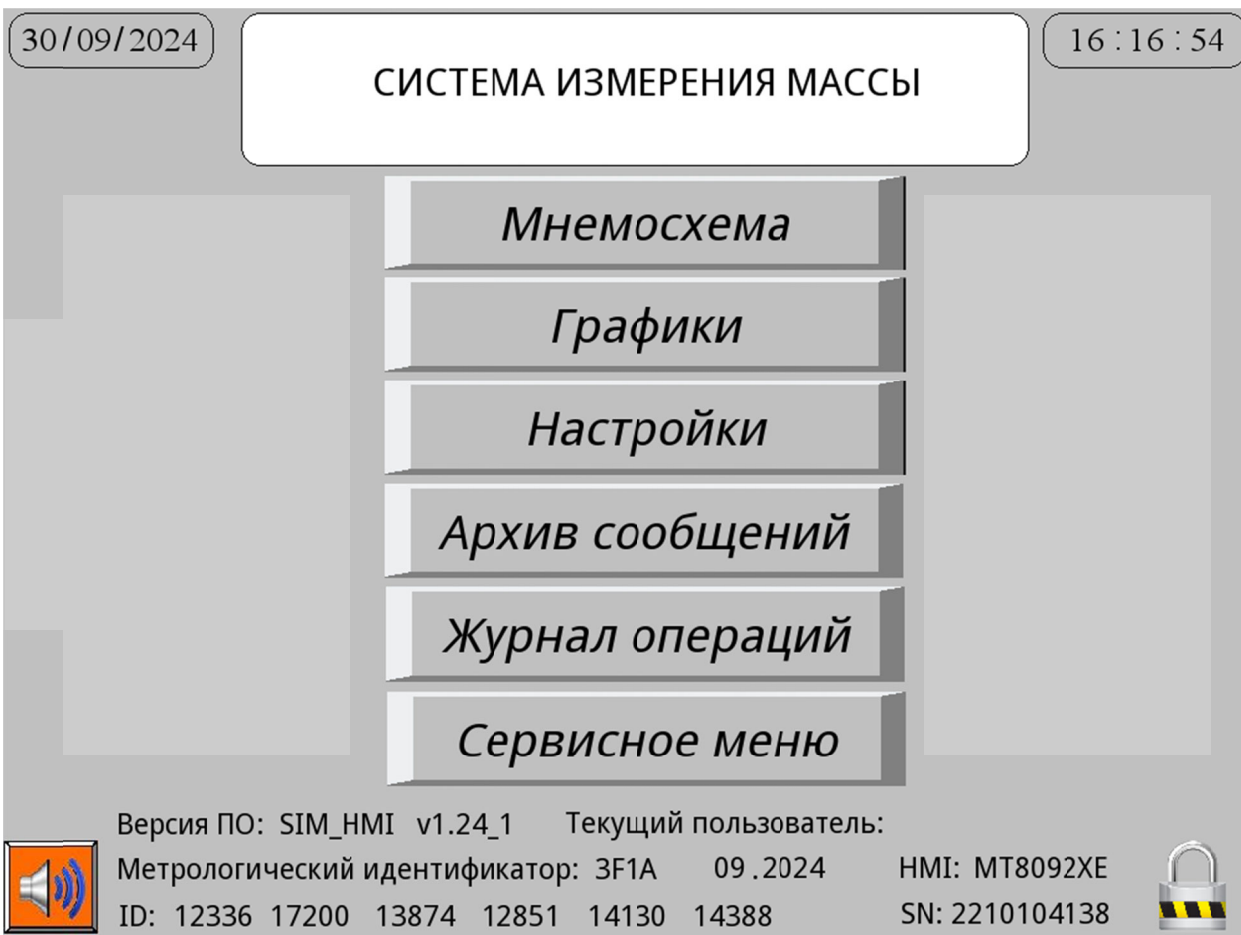 30/09/2024
СИСТЕМА ИЗМЕРЕНИЯ МАССЫ
16:16:54
Мнемосхема
Графики
Настройки
Архив сообщений
Журнал операций
Сервисное меню
Версия ПО: SIM_HMI v1.24_1 Текущий пользователь:
Метрологический идентификатор: 3F1A 09.2024 HMI: MT8092XE
ID: 12336 17200 13874 12851 14130 14388 SN: 2210104138